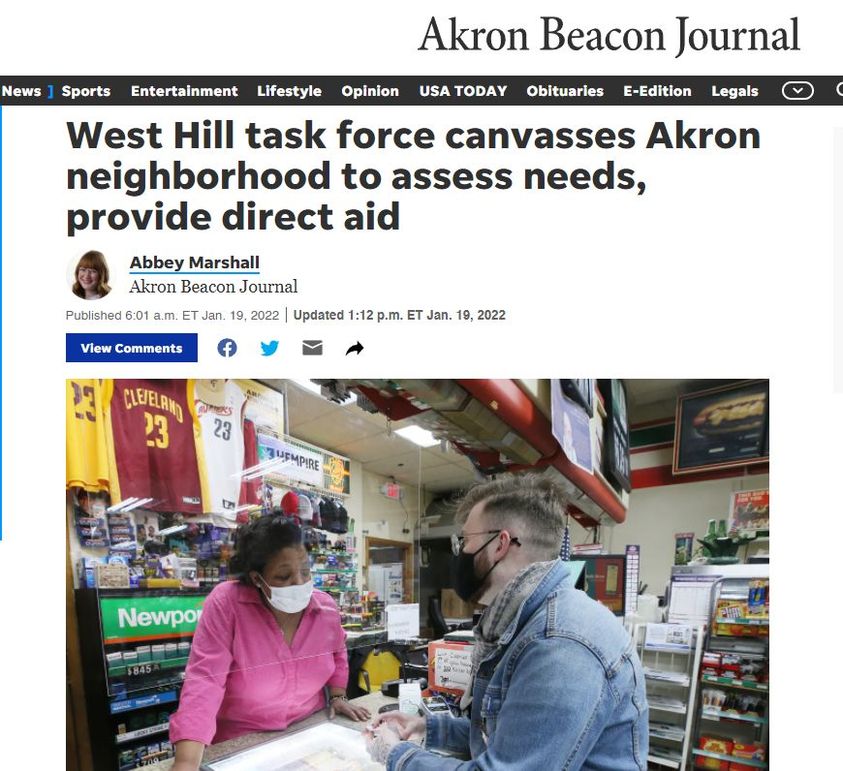 Akron Beacon Journal
News ] Sports Entertainment Lifestyle Opinion USA TODAY Obituaries E-Edition Legals
West Hill task force canvasses Akron
neighborhood to assess needs,
provide direct aid
Abbey Marshall
Akron Beacon Journal
Published 6:01 a.m. ET Jan. 19, 2022 | Updated 1:12 p.m. ET Jan. 19, 2022
View Comments
23
CLEVELAND
23
23
HEMPIRE
Newpo
$845